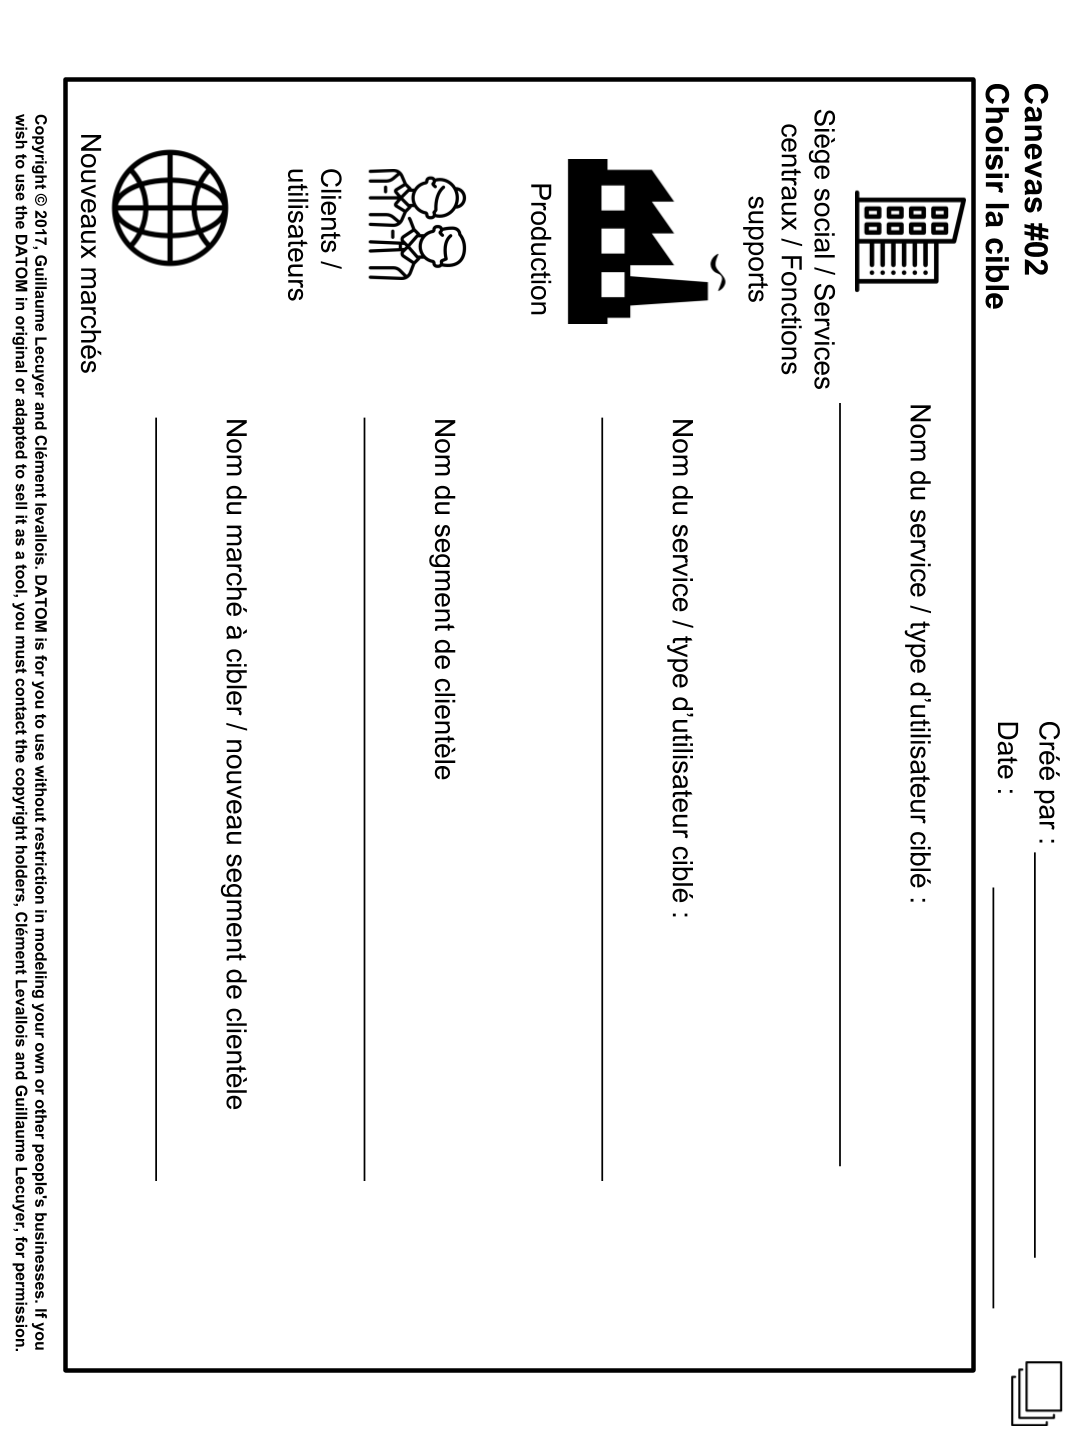 Canevas #02
Choisir la cible
Créé par :
Date :
Siège social / Services
centraux / Fonctions
supports
Nom du service / type d’utilisateur ciblé :
Production
Nom du service / type d’utilisateur ciblé :
Clients /
utilisateurs
Nom du segment de clientèle
Nouveaux marchés
Nom du marché à cibler / nouveau segment de clientèle
Copyright © 2017, Guillaume Lecuyer and Clément levallois. DATOM is for you to use without restriction in modeling your own or other people's businesses. If you
wish to use the DATOM in original or adapted to sell it as a tool, you must contact the copyright holders, Clément Levallois and Guillaume Lecuyer, for permission.